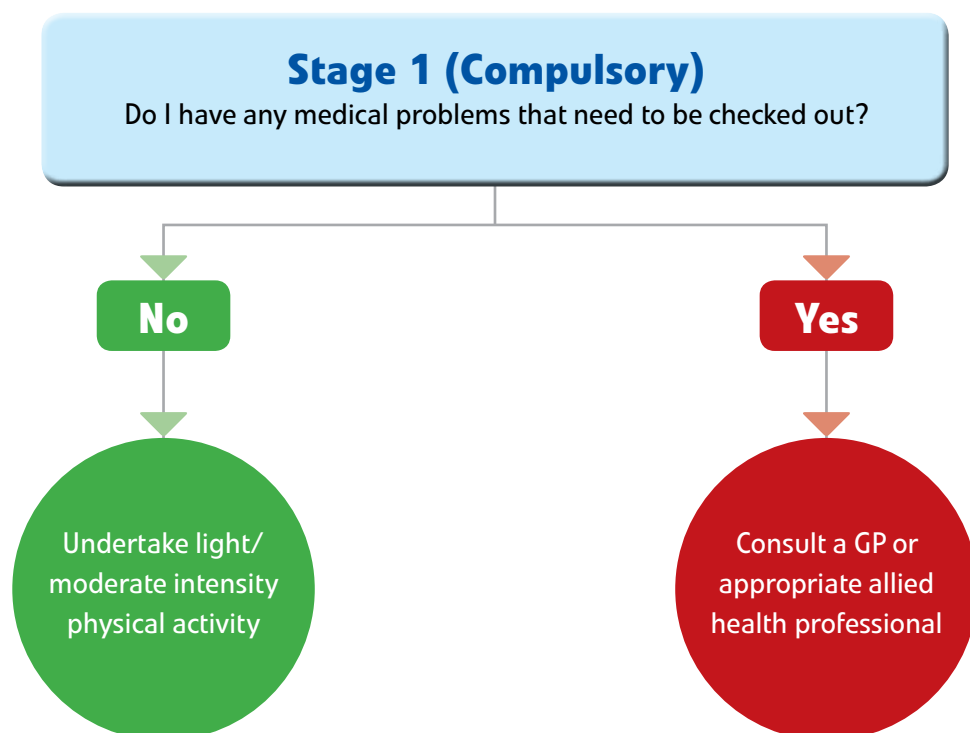 Stage 1 (Compulsory)
Do I have any medical problems that need to be checked out?
No
Yes
Undertake light/
moderate intensity
physical activity
Consult a GP or
appropriate allied
health professional